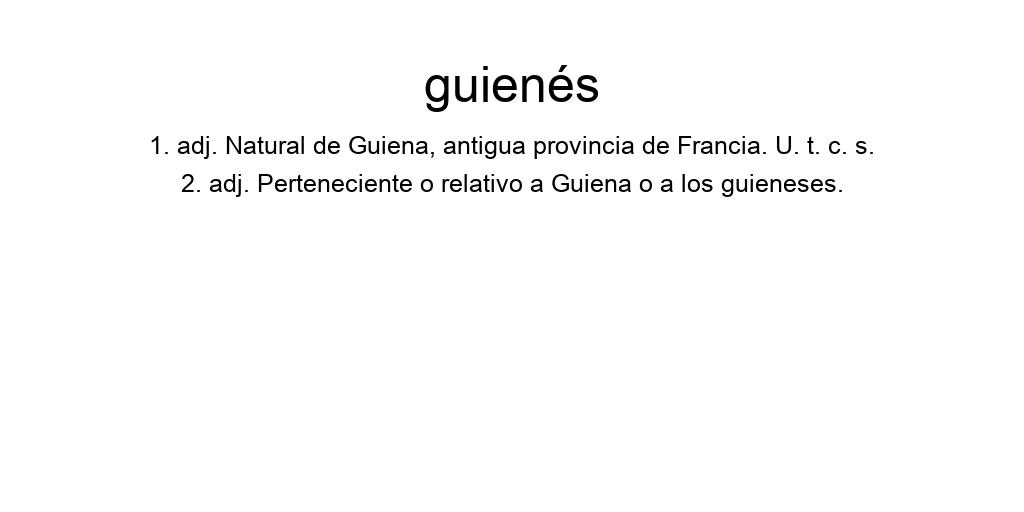 guienés
1. adj. Natural de Guiena, antigua provincia de Francia. U. t. c. s.
2. adj. Perteneciente o relativo a Guiena o a los guieneses.